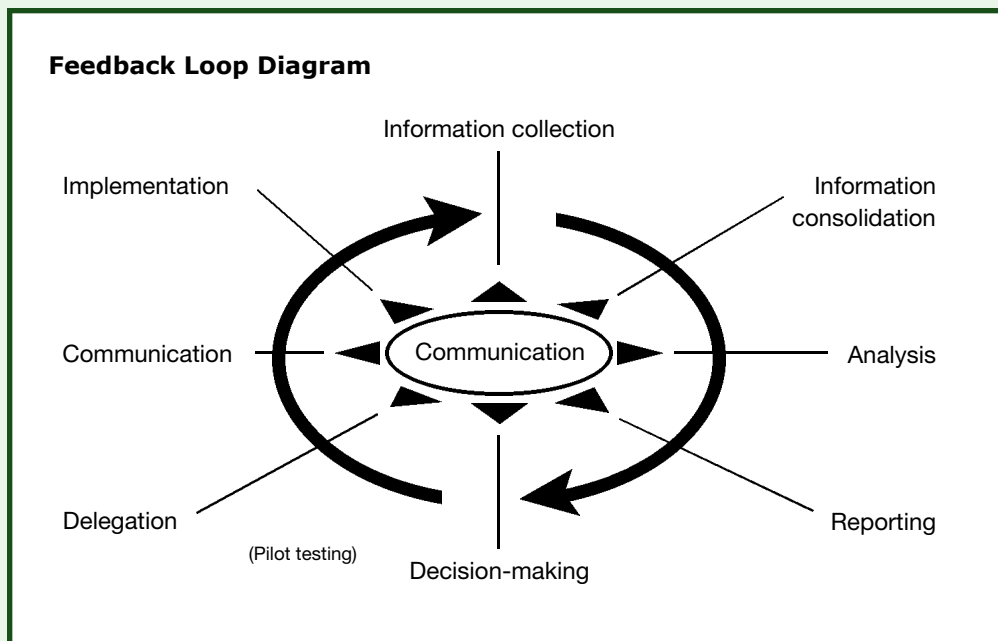 Feedback Loop Diagram
Information collection
Implementation
Information
consolidation
Communication
Communication
Analysis
Delegation
Reporting
(Pilot testing)
Decision-making